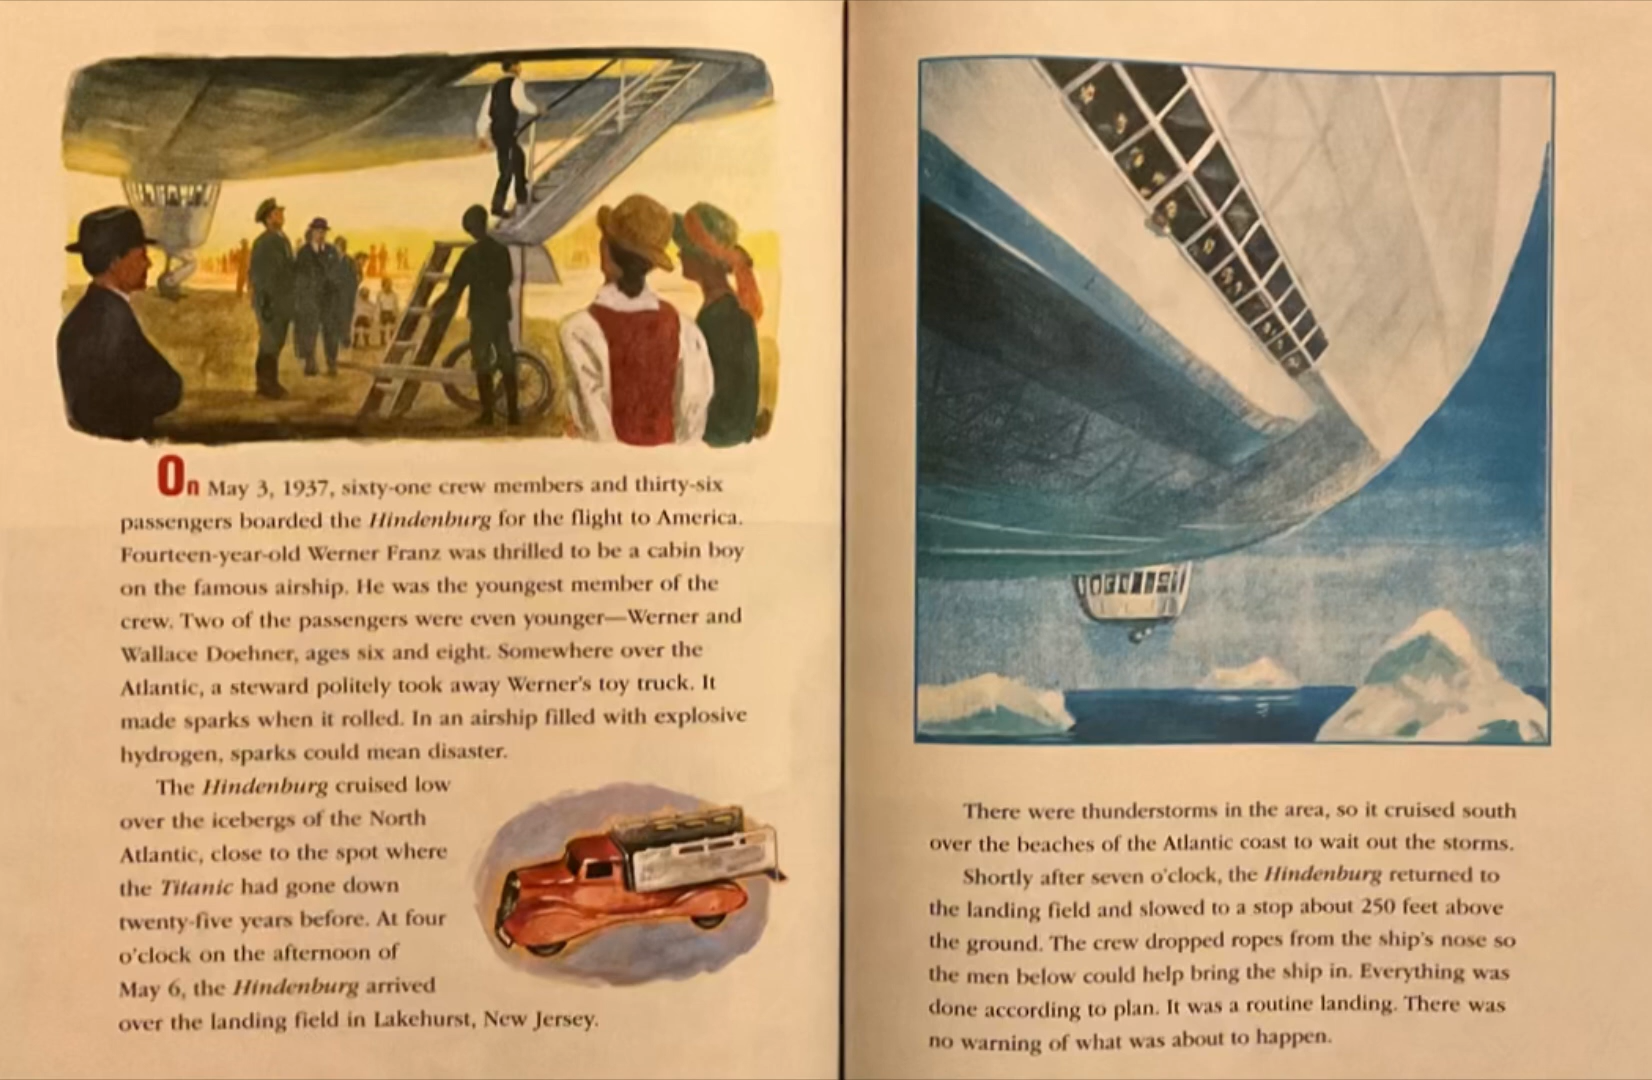 On May 3, 1937, sixty-one crew members and thirty-six
passengers boarded the Hindenburg for the flight to America.
Fourteen-year-old Werner Franz was thrilled to be a cabin boy
on the famous airship. He was the youngest member of the
crew. Two of the passengers were even younger—Werner and
Wallace Doehner, ages six and eight. Somewhere over the
Atlantic, a steward politely took away Werner's toy truck. It
made sparks when it rolled. In an airship filled with explosive
hydrogen, sparks could mean disaster.
The Hindenburg cruised low
over the icebergs of the North
Atlantic, close to the spot where
the Titanic had gone down
twenty-five years before. At four
o'clock on the afternoon of
May 6, the Hindenburg arrived
over the landing field in Lakehurst, New Jersey.
There were thunderstorms in the area, so it cruised south
over the beaches of the Atlantic coast to wait out the storms.
Shortly after seven o'clock, the Hindenburg returned to
the landing field and slowed to a stop about 250 feet above
the ground. The crew dropped ropes from the ship's nose so
the men below could help bring the ship in. Everything was
done according to plan. It was a routine landing. There was
no warning of what was about to happen.